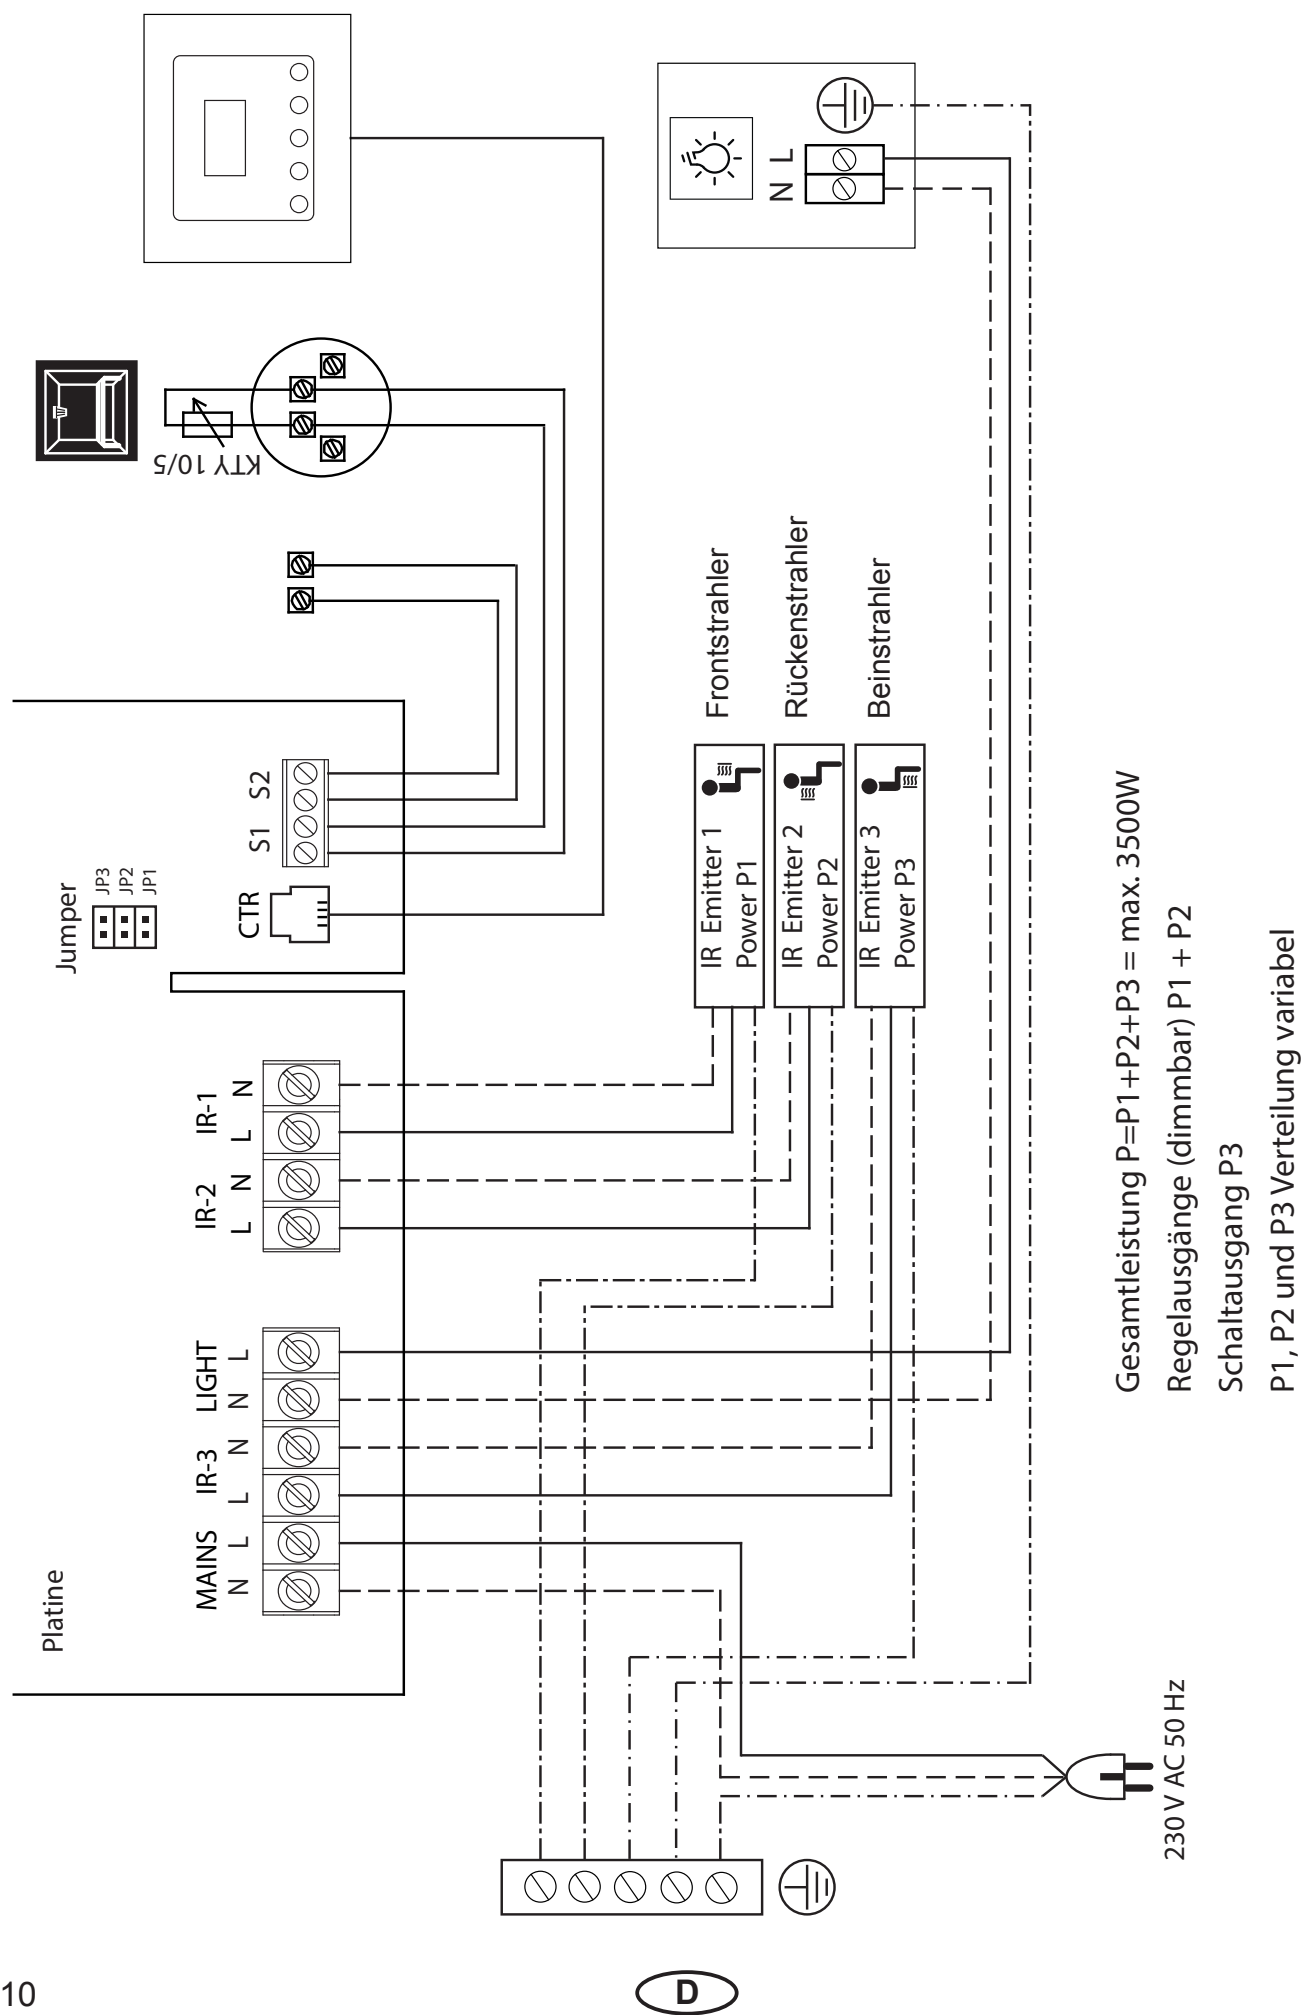 Platine
Jumper
JP3
JP2
JP1
MAINS
N
L
IR-3
L
N
LIGHT
N
L
IR-2
L
N
IR-1
L
N
CTR
S1
S2
KTY 10/5
N
L
IR Emitter 1
Power P1
Frontstrahler
IR Emitter 2
Power P2
Rückenstrahler
IR Emitter 3
Power P3
Beinstrahler
230 V AC 50 Hz
Gesamtleistung P=P1+P2+P3 = max. 3500W
Regelausgänge (dimmbar) P1 + P2
Schaltausgang P3
P1, P2 und P3 Verteilung variabel
10
D